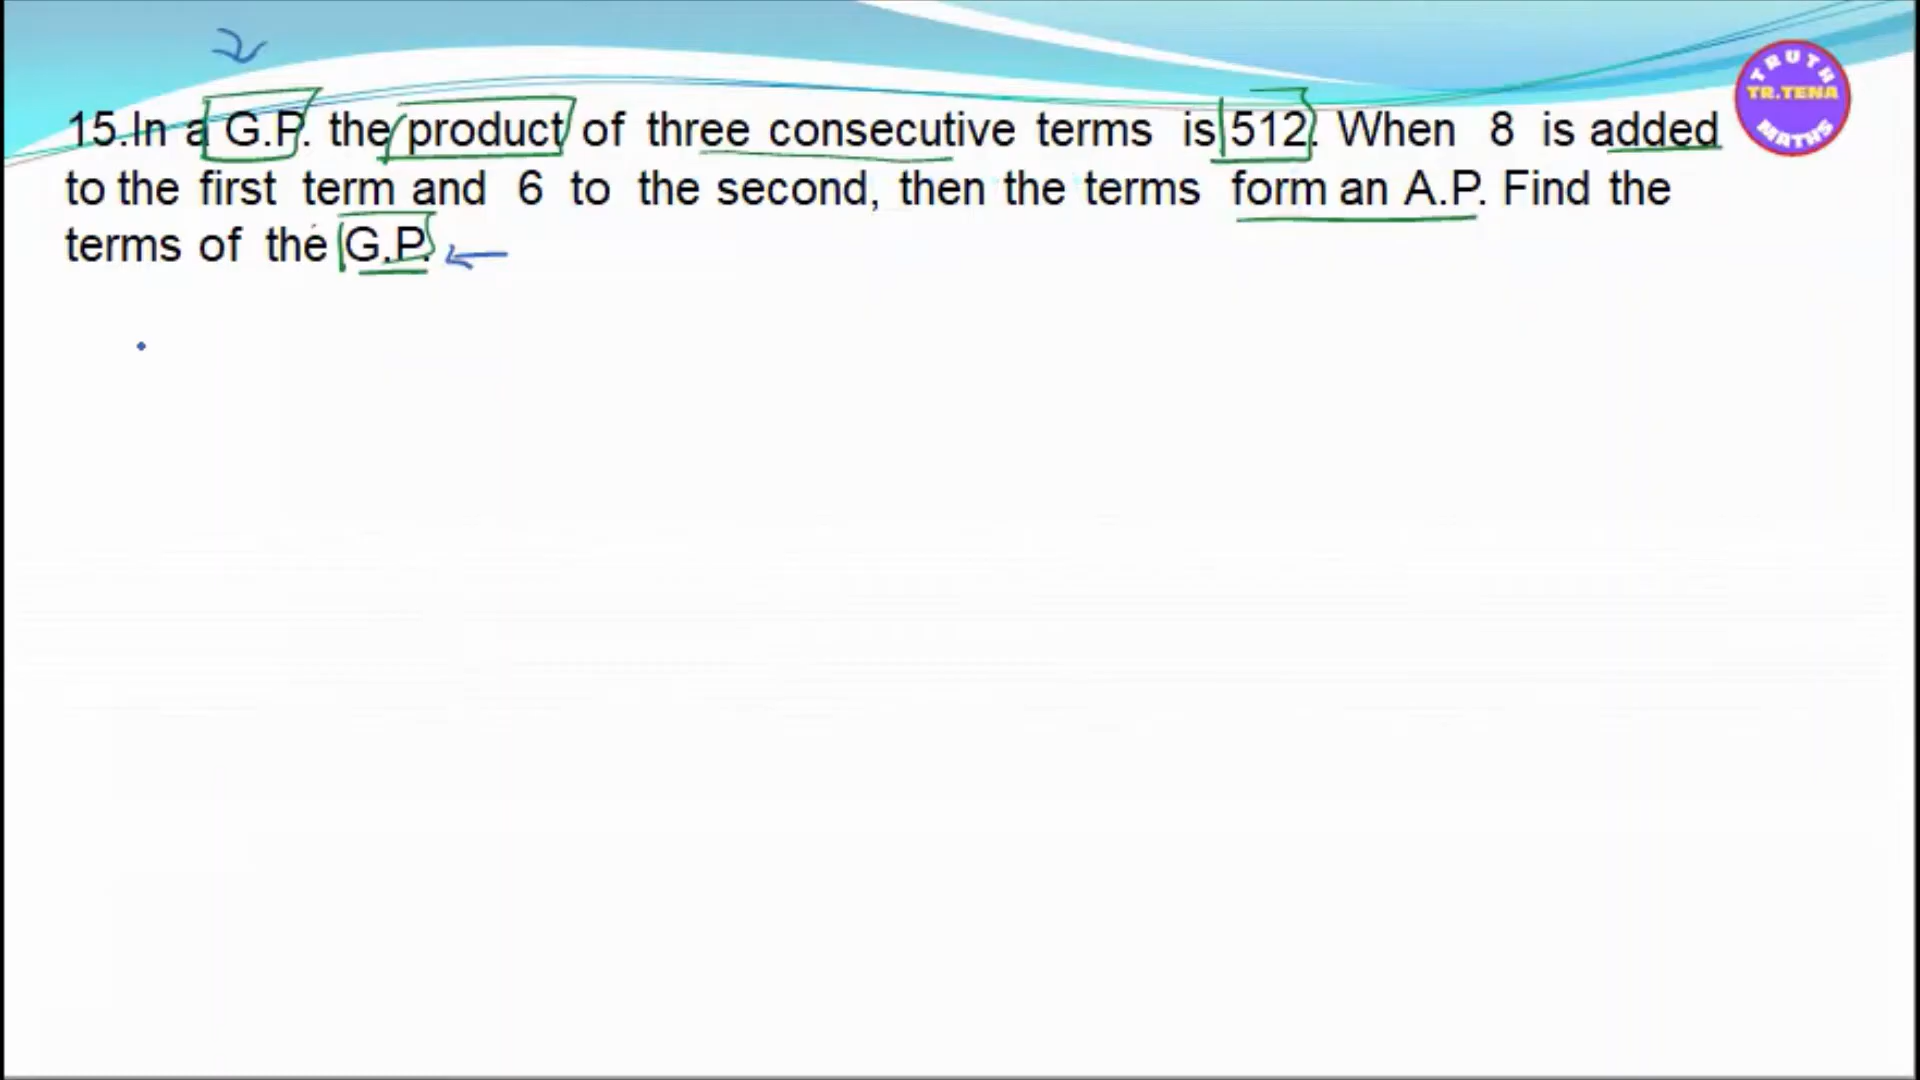 15.In a G.P. the product of three consecutive terms is 512. When 8 is added
to the first term and 6 to the second, then the terms form an A.P. Find the
terms of the G.P.
TRUTH
TR.TENA
MATHS